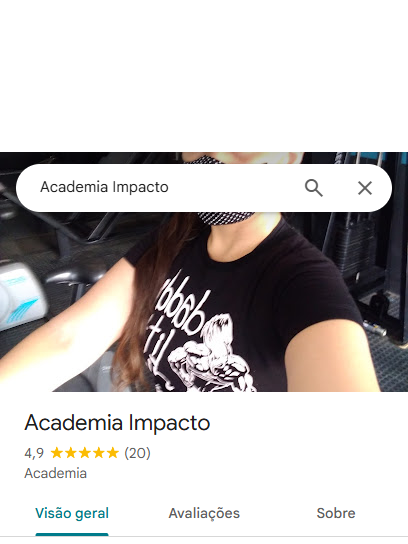 Academia Impacto
Academia Impacto
4,9 (20)
Academia
Visão geral Avaliações Sobre